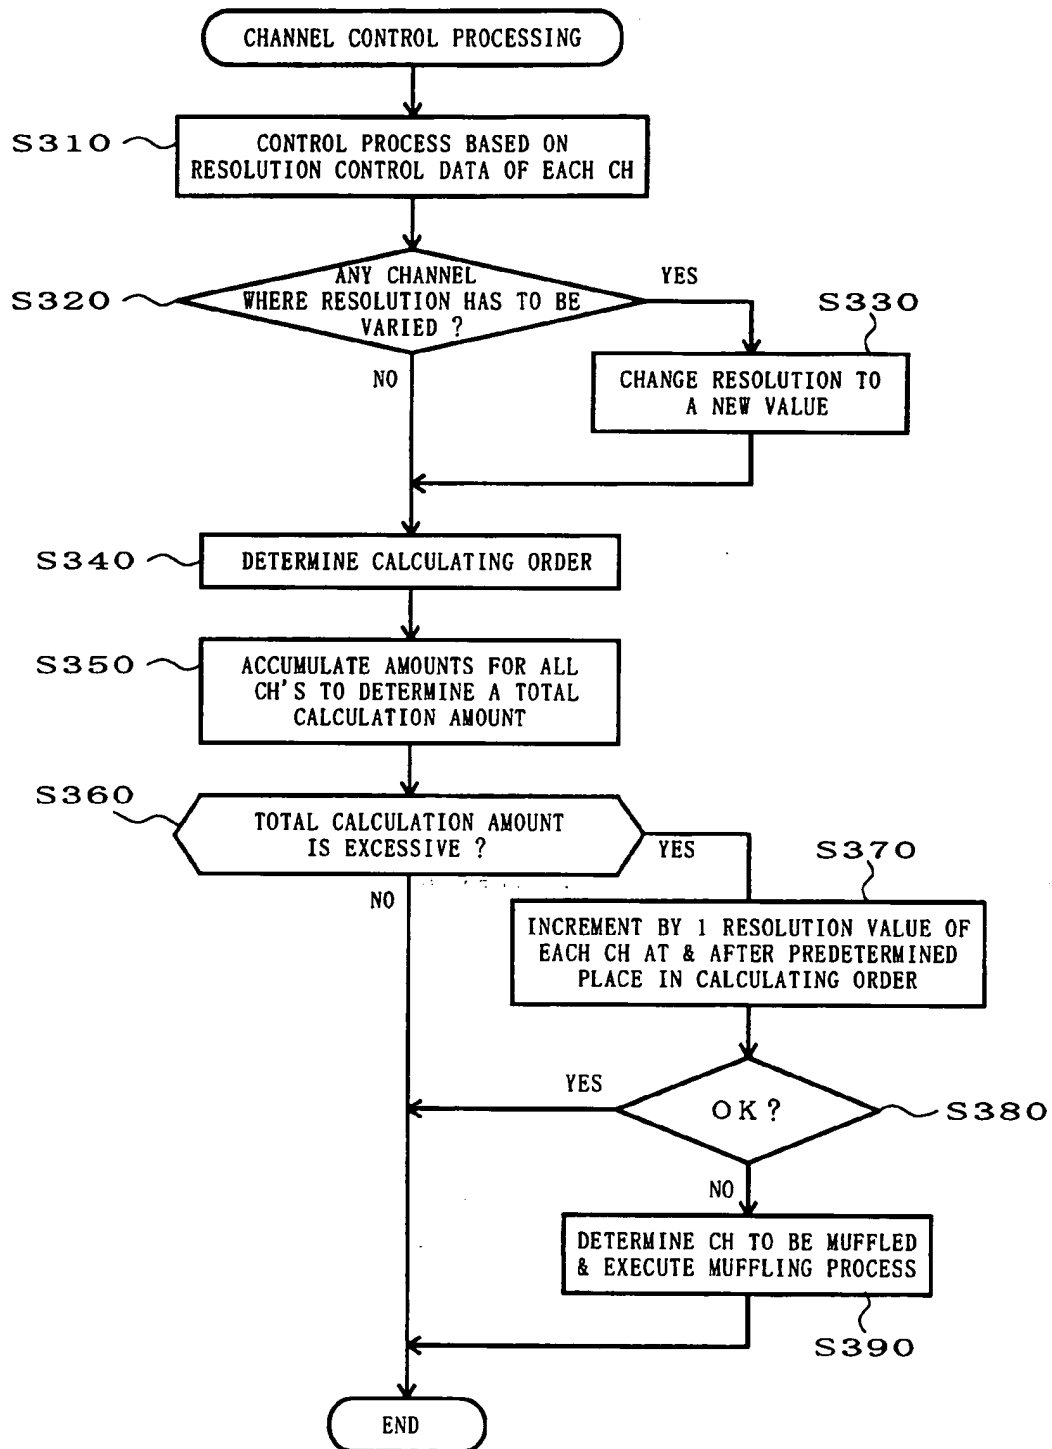 CHANNEL CONTROL PROCESSING
S310
CONTROL PROCESS BASED ON
RESOLUTION CONTROL DATA OF EACH CH
S320
ANY CHANNEL
WHERE RESOLUTION HAS TO BE
VARIED ?
YES
NO
S330
CHANGE RESOLUTION TO
A NEW VALUE
S340
DETERMINE CALCULATING ORDER
S350
ACCUMULATE AMOUNTS FOR ALL
CH'S TO DETERMINE A TOTAL
CALCULATION AMOUNT
S360
TOTAL CALCULATION AMOUNT
IS EXCESSIVE ?
YES
NO
S370
INCREMENT BY 1 RESOLUTION VALUE OF
EACH CH AT & AFTER PREDETERMINED
PLACE IN CALCULATING ORDER
YES
OK?
S380
NO
DETERMINE CH TO BE MUFFLED
& EXECUTE MUFFLING PROCESS
S390
END